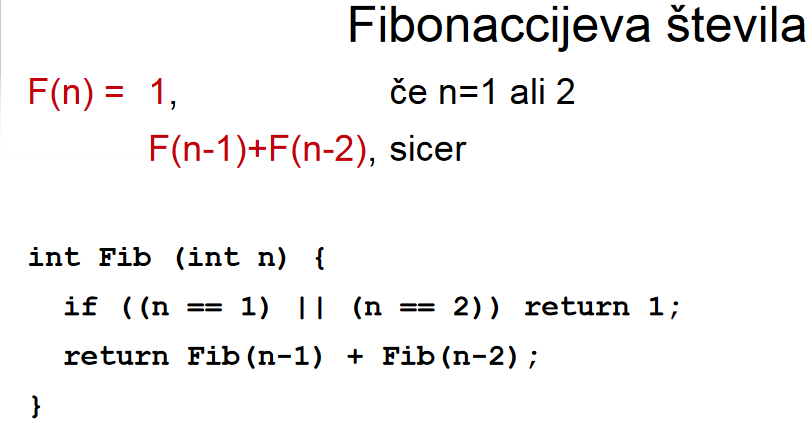 Fibonaccijeva števila
F(n) = 1, če n=1 ali 2
F(n-1)+F(n-2), sicer
int Fib (int n) {
if ((n == 1) || (n == 2)) return 1;
return Fib(n-1) + Fib(n-2);
}